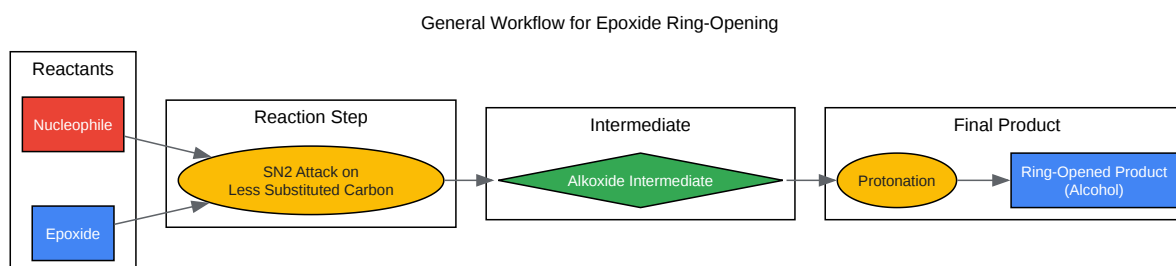 General Workflow for Epoxide Ring-Opening
Reactants
Nucleophile
Epoxide
Reaction Step
SN2 Attack on
Less Substituted Carbon
Intermediate
Alkoxide Intermediate
Final Product
Protonation
Ring-Opened Product
(Alcohol)